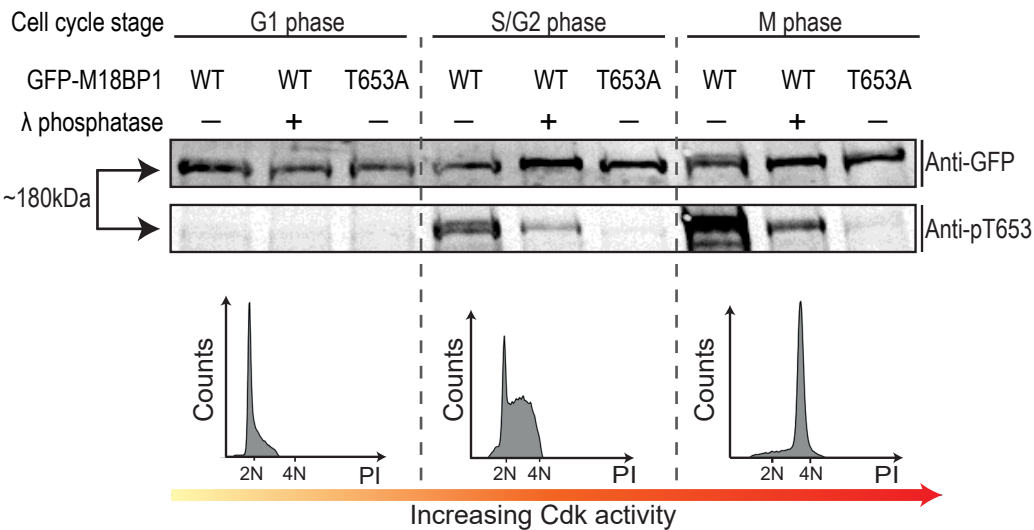 Cell cycle stage G1 phase S/G2 phase M phase
GFP-M18BP1 WT WT T653A WT WT T653A WT WT T653A
λ phosphatase – + – – + – – + –
Anti-GFP
~180kDa
Anti-pT653
Counts Counts Counts
2N 4N PI 2N 4N PI 2N 4N PI
Increasing Cdk activity